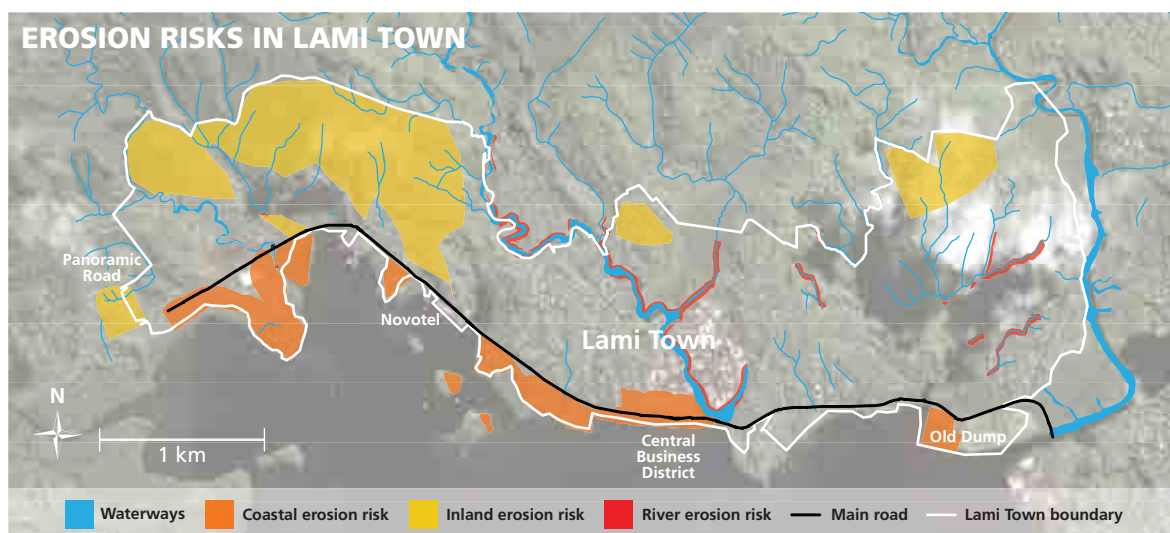 EROSION RISKS IN LAMI TOWN
Panoramic
Road
Novotel
Lami Town
N
1 km
Central
Business
District
Old Dump
Waterways
Coastal erosion risk
Inland erosion risk
River erosion risk
Main road
Lami Town boundary